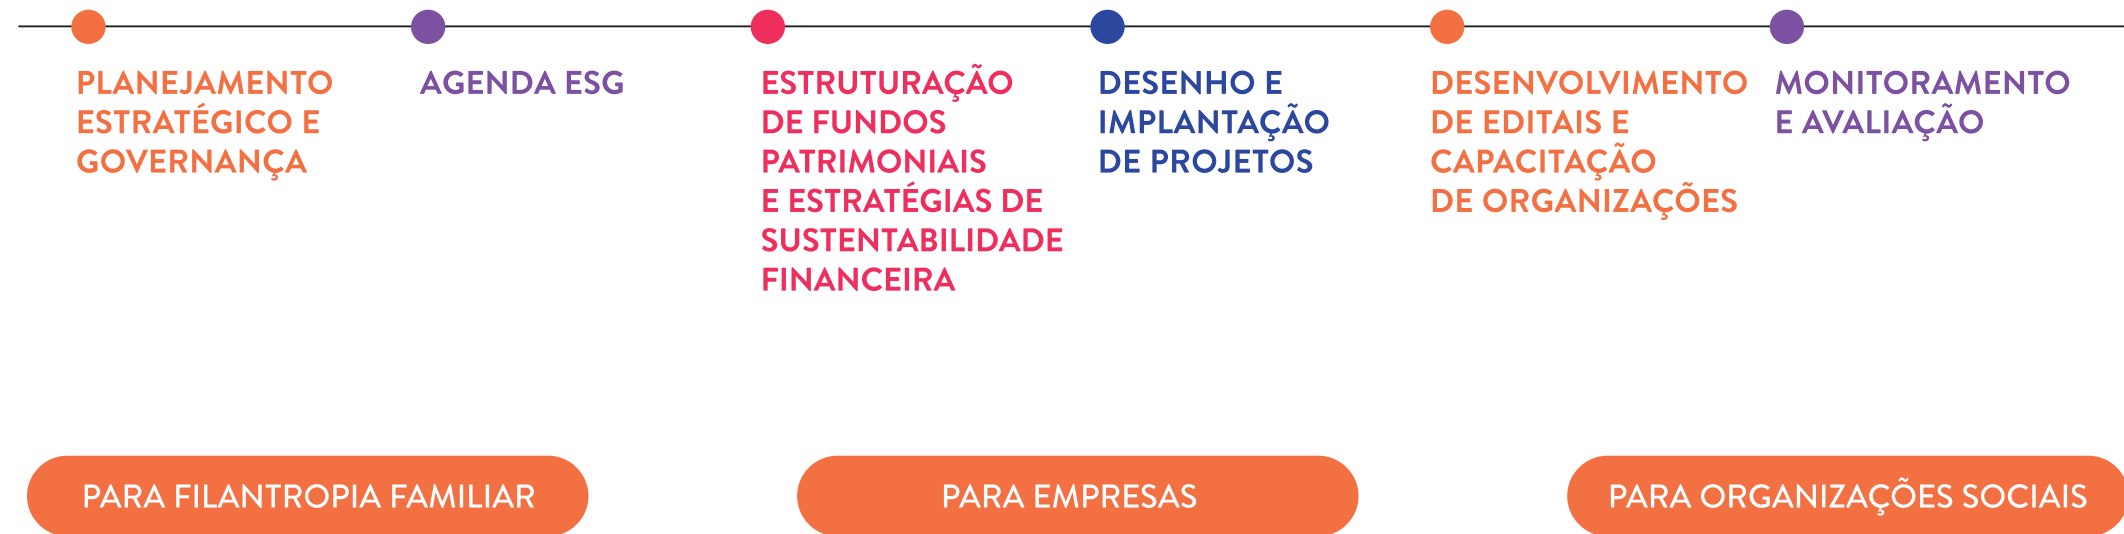 PLANEJAMENTO
ESTRATÉGICO E
GOVERNANÇA
AGENDA ESG
ESTRUTURAÇÃO
DE FUNDOS
PATRIMONIAIS
E ESTRATÉGIAS DE
SUSTENTABILIDADE
FINANCEIRA
DESENHO E
IMPLANTAÇÃO
DE PROJETOS
DESENVOLVIMENTO
DE EDITAIS E
CAPACITAÇÃO
DE ORGANIZAÇÕES
MONITORAMENTO
E AVALIAÇÃO
PARA FILANTROPIA FAMILIAR
PARA EMPRESAS
PARA ORGANIZAÇÕES SOCIAIS